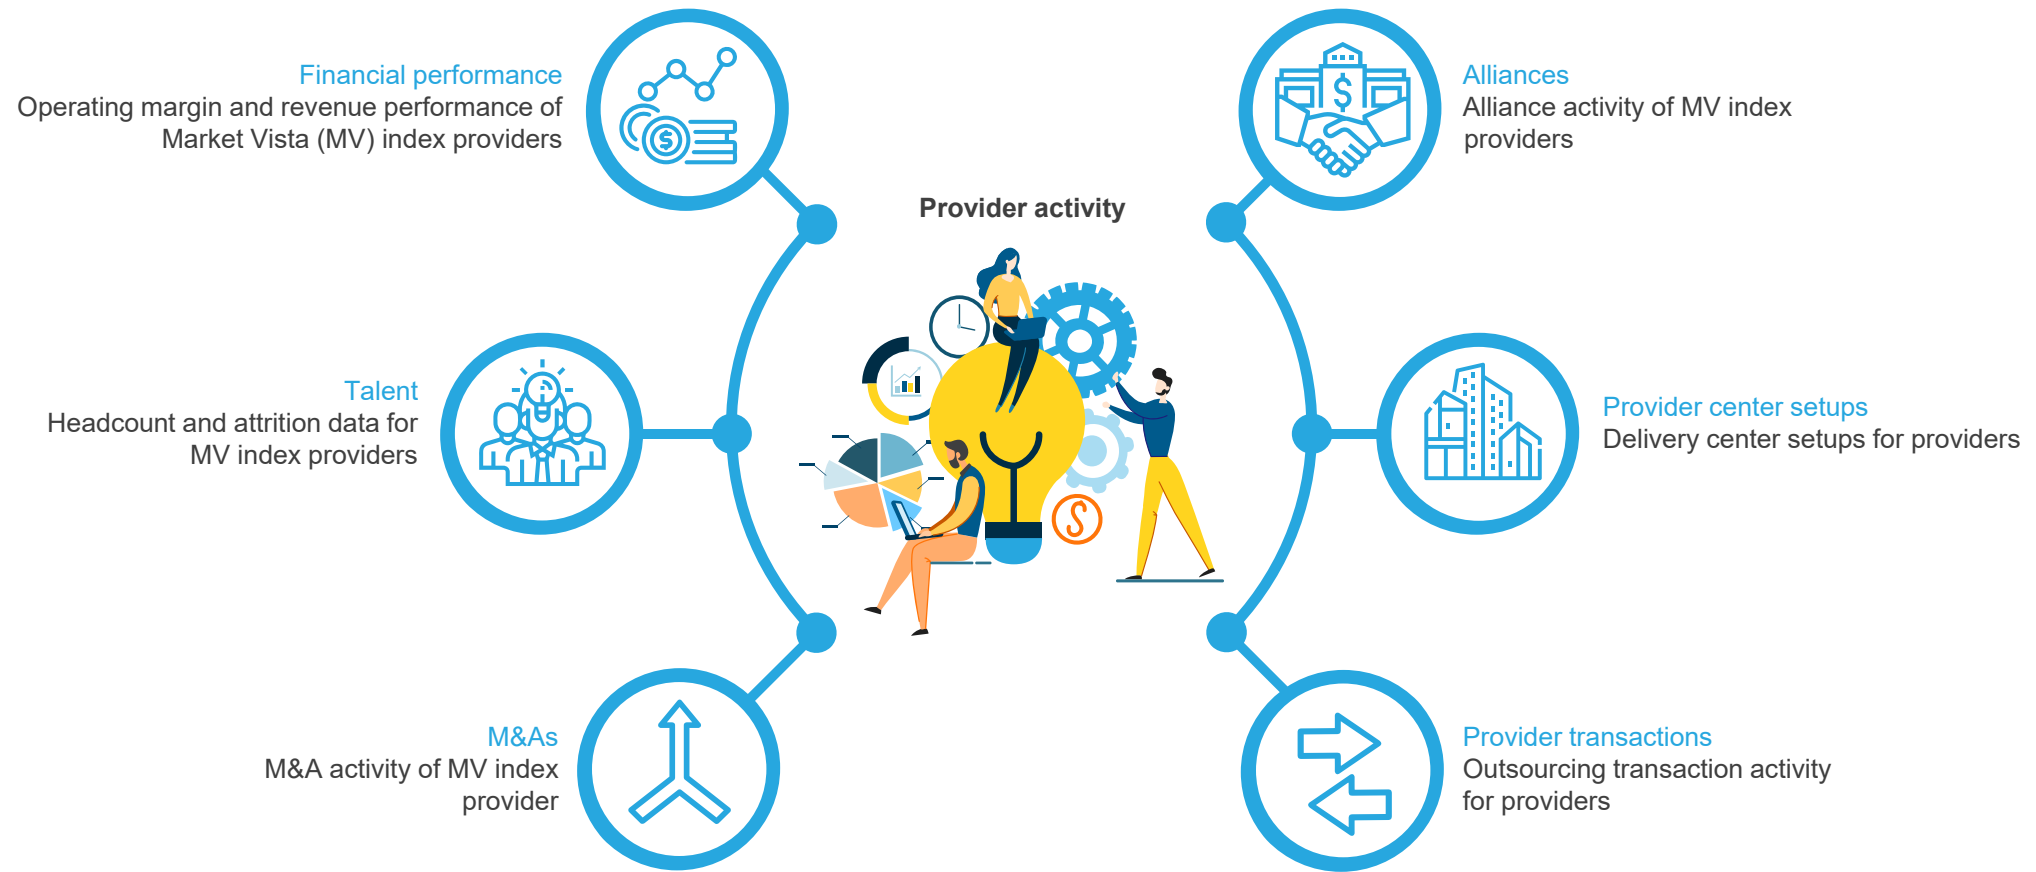 Financial performance
Operating margin and revenue performance of
Market Vista (MV) index providers
Talent
Headcount and attrition data for
MV index providers
M&As
M&A activity of MV index
provider
Provider activity
$
$
Alliances
Alliance activity of MV index
providers
Provider center setups
Delivery center setups for providers
Provider transactions
Outsourcing transaction activity
for providers